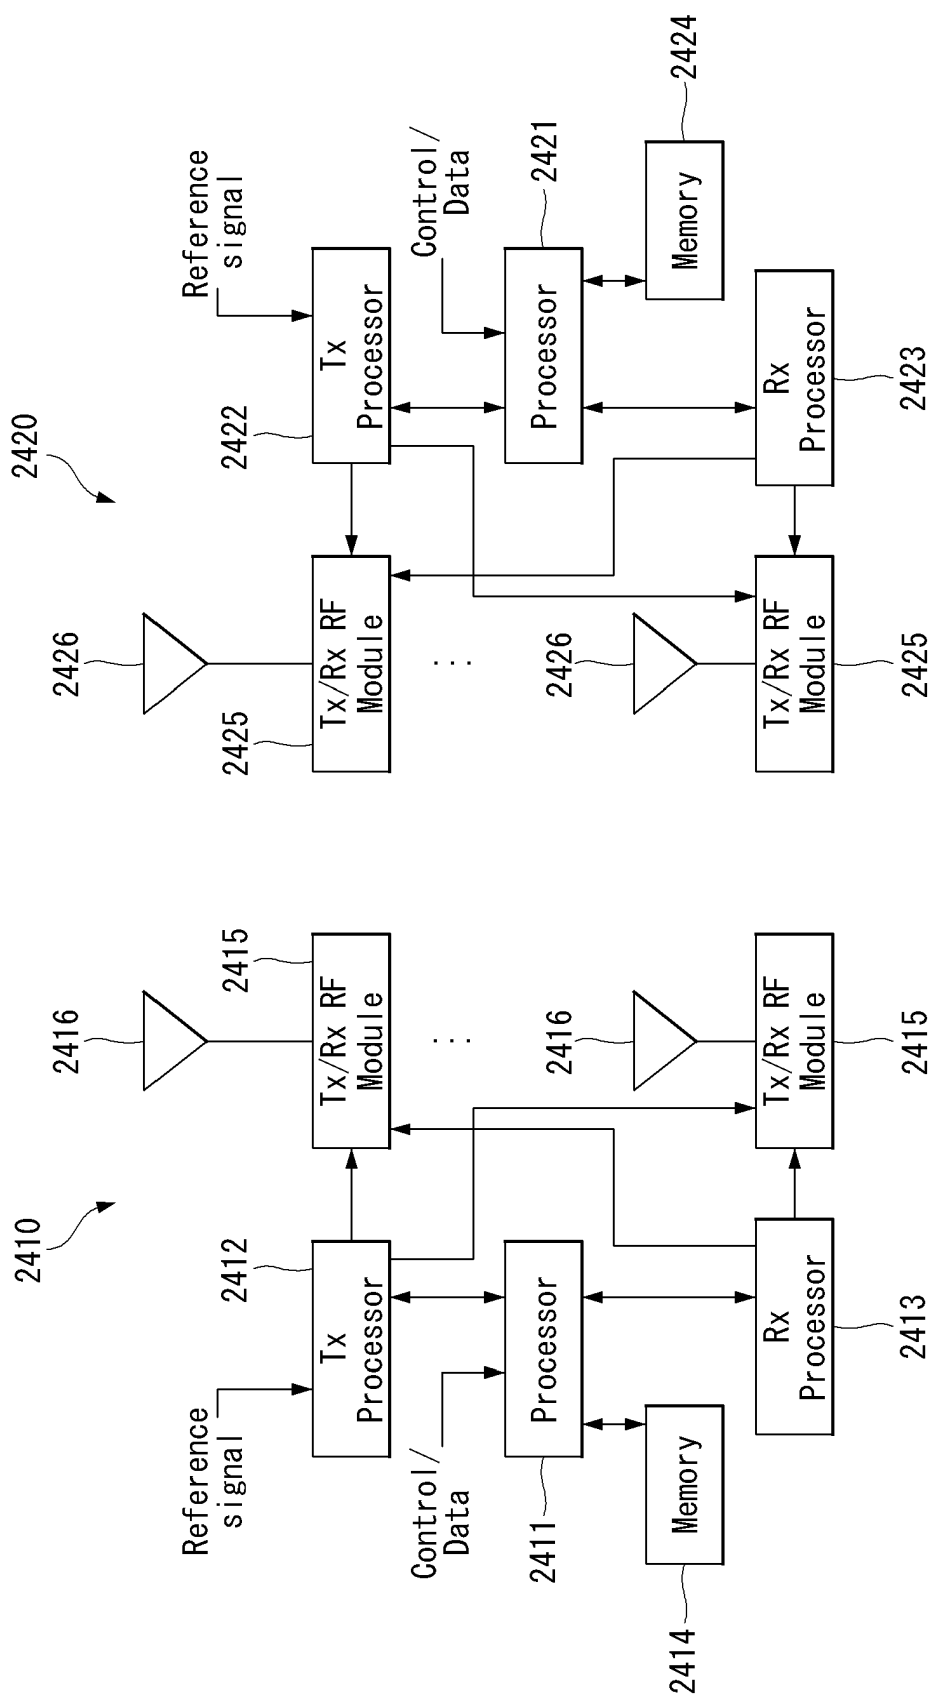 2410
2416
Reference
signal
2412
2415
Tx
Processor
Tx/Rx RF
Module
Control/
Data
Processor
2411
...
2416
Memory
2414
Rx
Processor
2413
Tx/Rx RF
Module
2415
2420
2426
2425
2422
Reference
signal
Tx/Rx RF
Module
Tx
Processor
Control/
Data
...
Processor
2421
2426
Memory
2424
Tx/Rx RF
Module
2425
Rx
Processor
2423